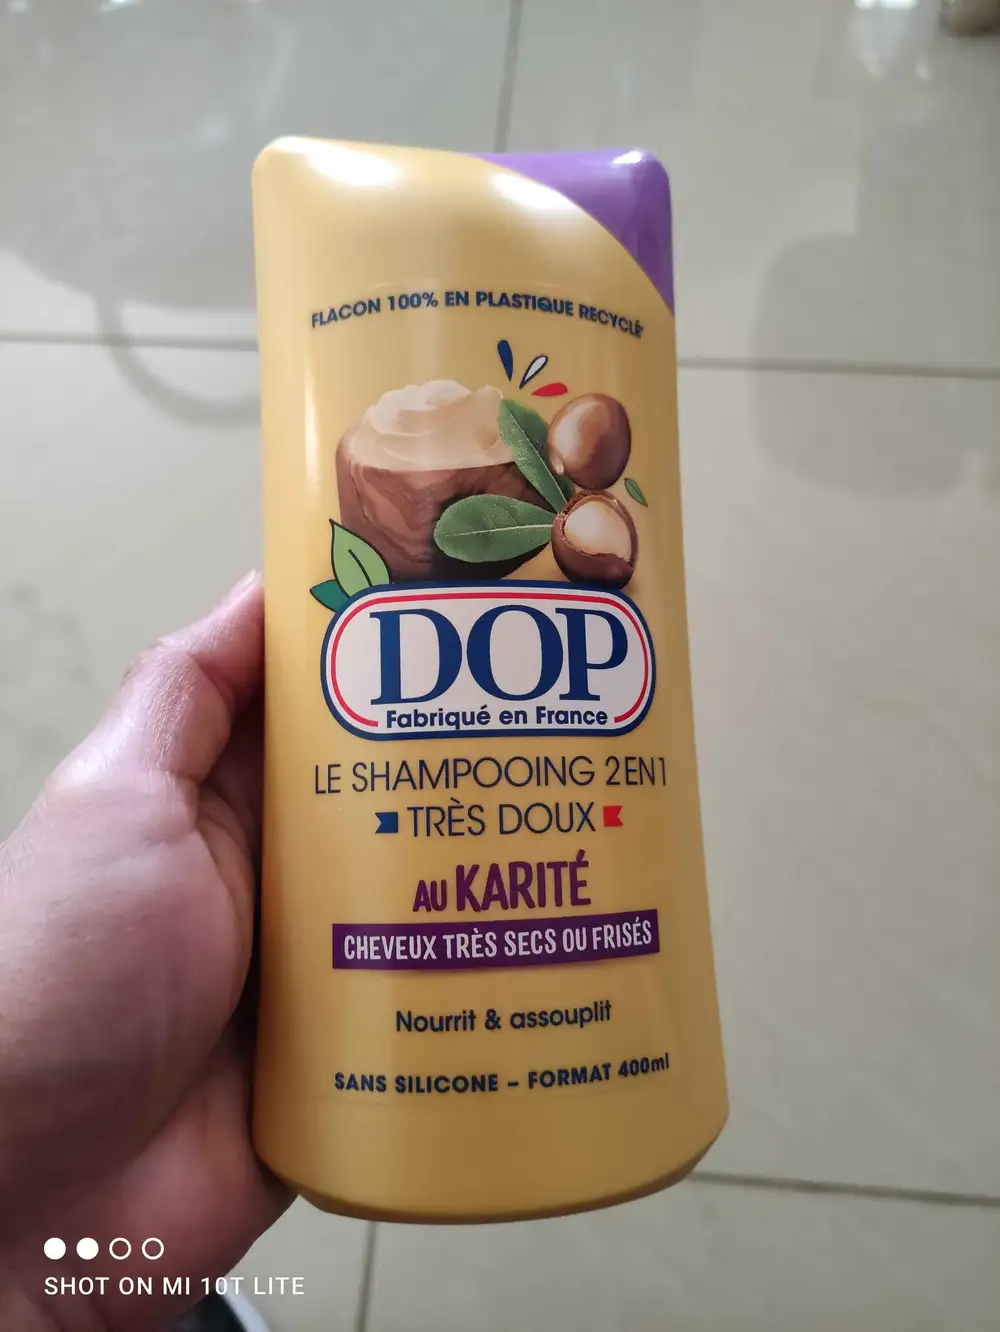 FLACON 100% EN PLASTIQUE RECYCLÉ*
DOP
Fabriqué en France
LE SHAMPOOING 2EN1
TRÈS DOUX
AU KARITÉ
CHEVEUX TRÈS SECS OU FRISÉS
Nourrit & assouplit
SANS SILICONE – FORMAT 400ml
SHOT ON MI 10T LITE